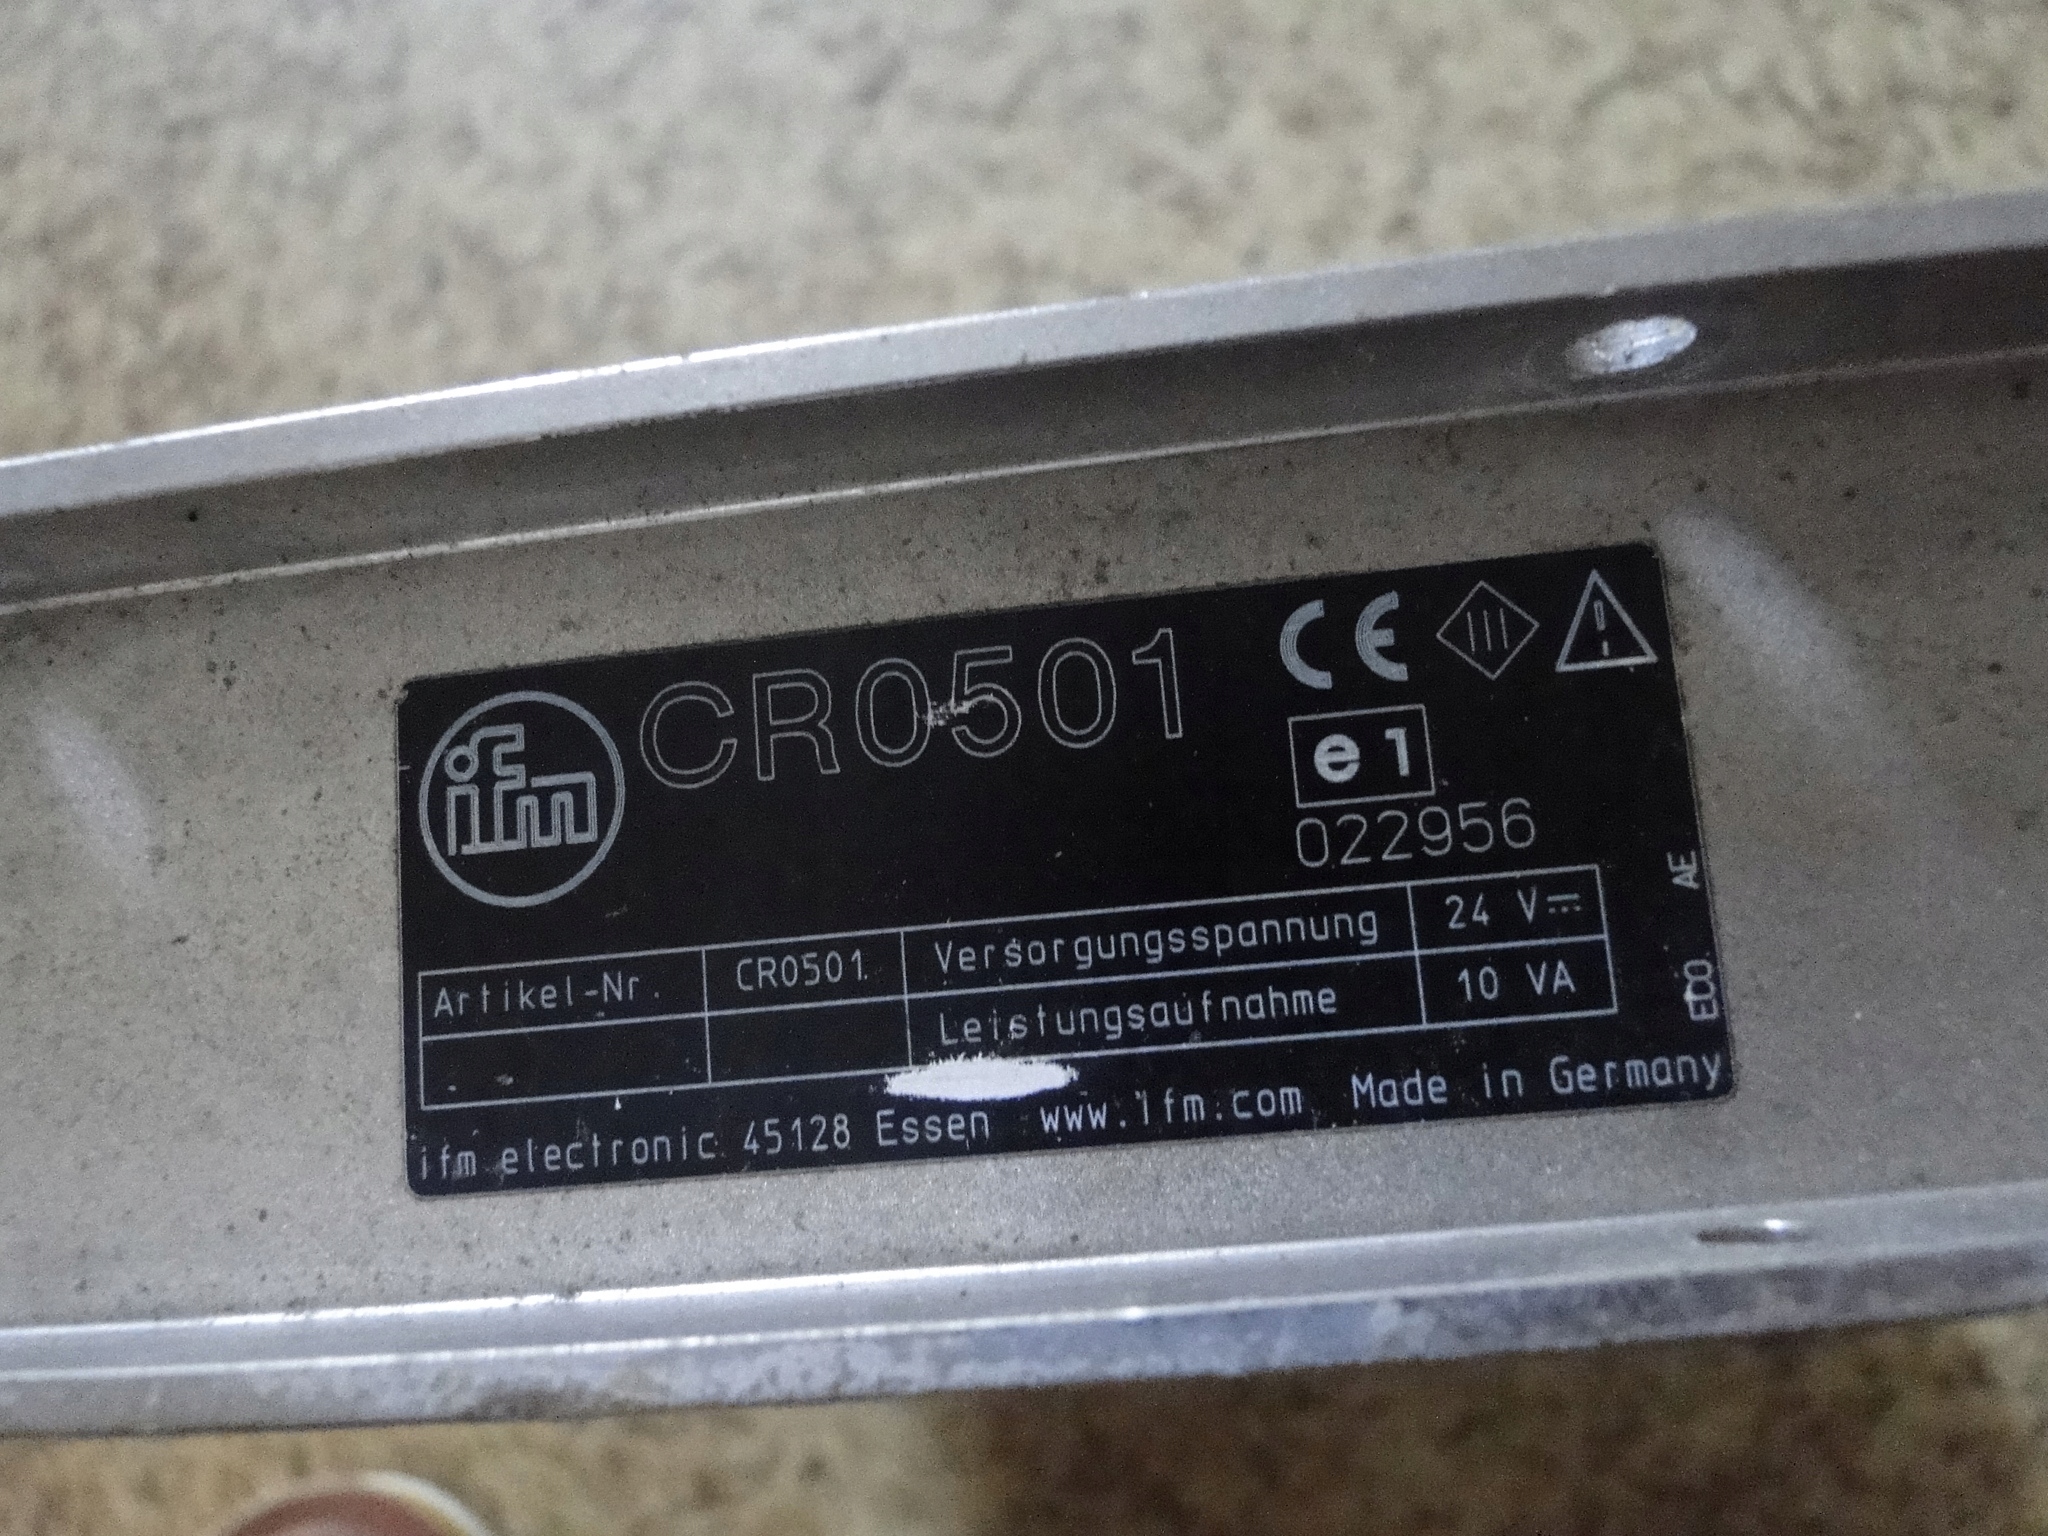 ifm CR0501 CE
e1
022956
Artikel-Nr. CR0501 Versorgungsspannung 24 V
Leistungsaufnahme 10 VA
AE
ifm electronic 45128 Essen www.ifm.com Made in Germany